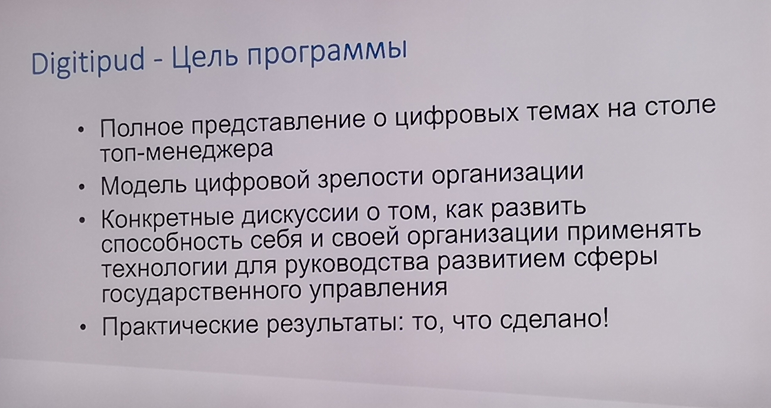 Digitipud - Цель программы
• Полное представление о цифровых темах на столе
топ-менеджера
• Модель цифровой зрелости организации
• Конкретные дискуссии о том, как развить
способность себя и своей организации применять
технологии для руководства развитием сферы
государственного управления
• Практические результаты: то, что сделано!